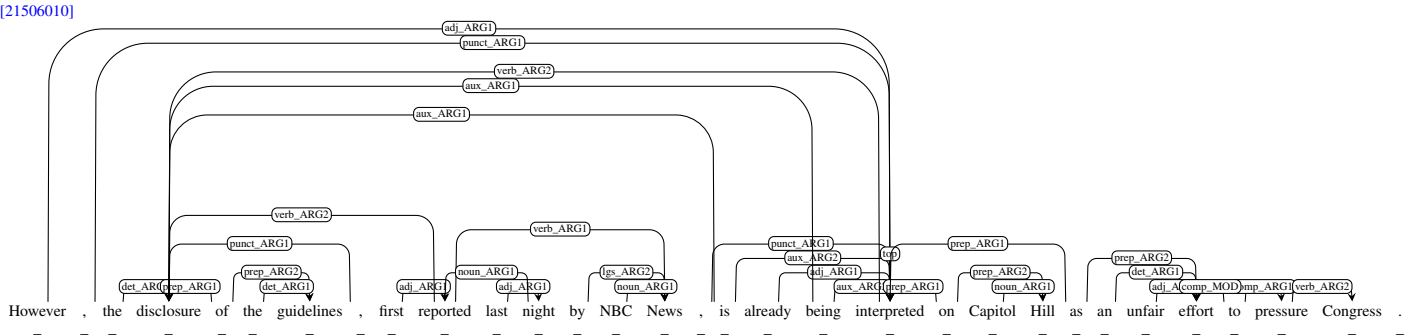 [21506010]
adj_ARG1
punct_ARG1
verb_ARG2
aux_ARG1
aux_ARG1
verb_ARG2
verb_ARG1
punct_ARG1 punct_ARG1 prep_ARG1
top
aux_ARG2 prep_ARG2
prep_ARG2 noun_ARG1 lgs_ARG2 adj_ARG1 prep_ARG2 det_ARG1
prep_ARG1 det_ARG1 adj_ARG1 adj_ARG1 noun_ARG1 prep_ARG1 noun_ARG1 comp_MOD verb_ARG2
However , the disclosure of the guidelines , first reported last night by NBC News , is already being interpreted on Capitol Hill as an unfair effort to pressure Congress .
_ _ _ _ _ _ _ _ _ _ _ _ _ _ _ _ _ _ _ _ _ _ _ _ _ _ _ _ _ _ _